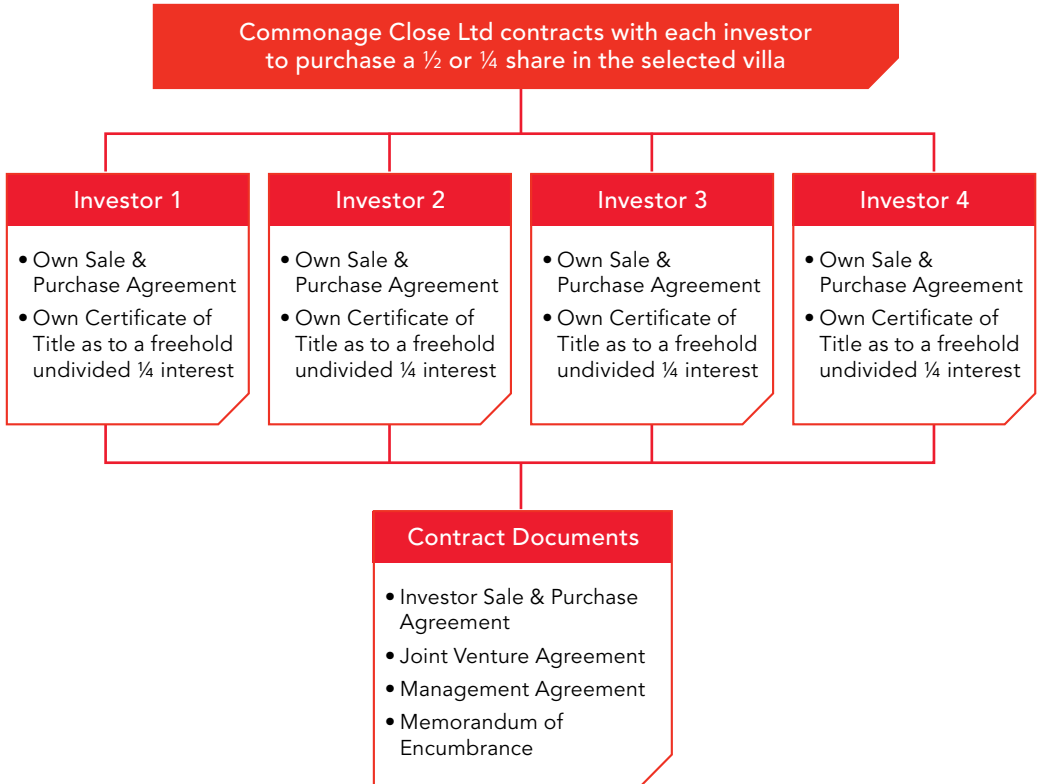 Commonage Close Ltd contracts with each investor
to purchase a ½ or ¼ share in the selected villa
Investor 1
• Own Sale &
Purchase Agreement
• Own Certificate of
Title as to a freehold
undivided ¼ interest
Investor 2
• Own Sale &
Purchase Agreement
• Own Certificate of
Title as to a freehold
undivided ¼ interest
Investor 3
• Own Sale &
Purchase Agreement
• Own Certificate of
Title as to a freehold
undivided ¼ interest
Investor 4
• Own Sale &
Purchase Agreement
• Own Certificate of
Title as to a freehold
undivided ¼ interest
Contract Documents
• Investor Sale & Purchase
Agreement
• Joint Venture Agreement
• Management Agreement
• Memorandum of
Encumbrance